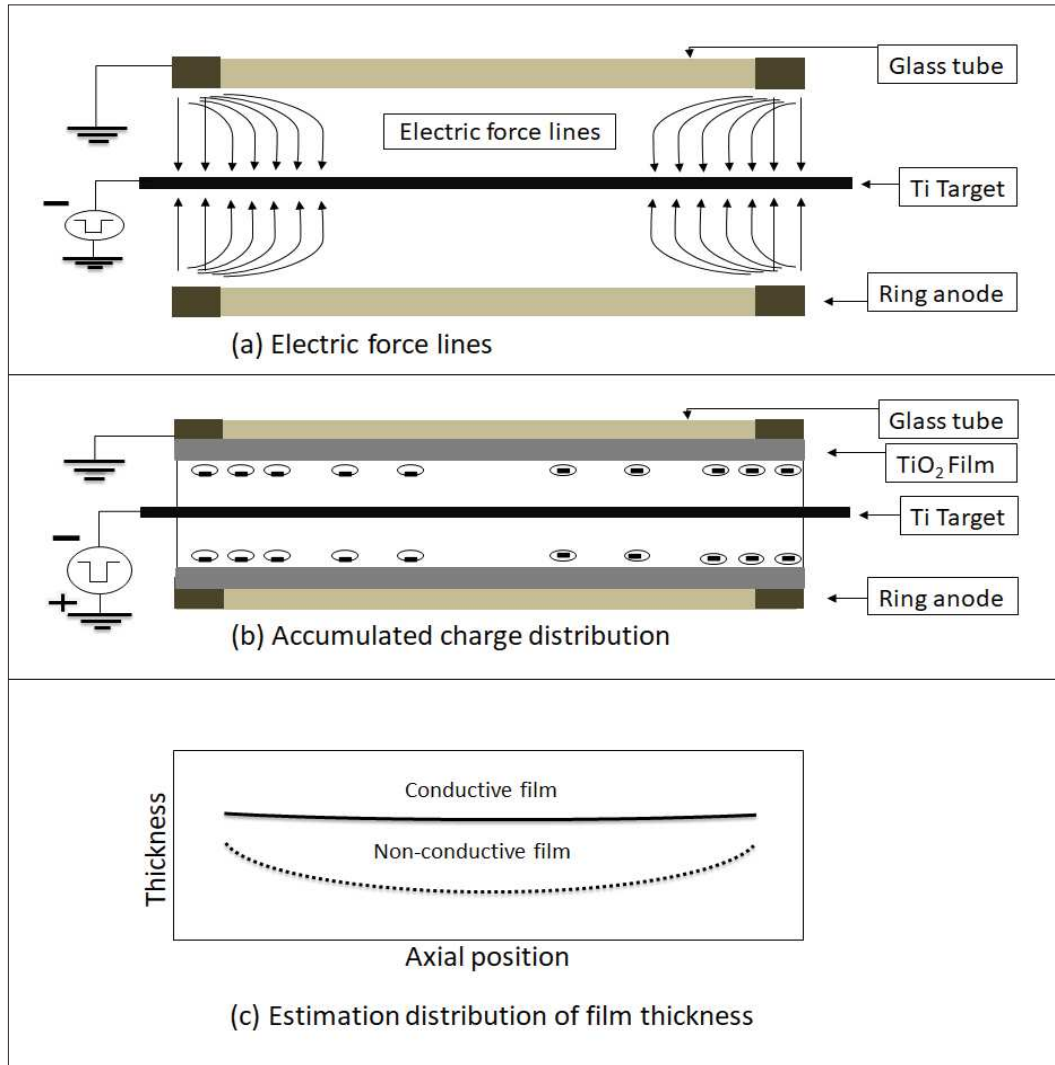 Glass tube
Electric force lines
Ti Target
Ring anode
(a) Electric force lines
Glass tube
TiO₂ Film
Ti Target
Ring anode
(b) Accumulated charge distribution
Conductive film
Non-conductive film
Thickness
Axial position
(c) Estimation distribution of film thickness